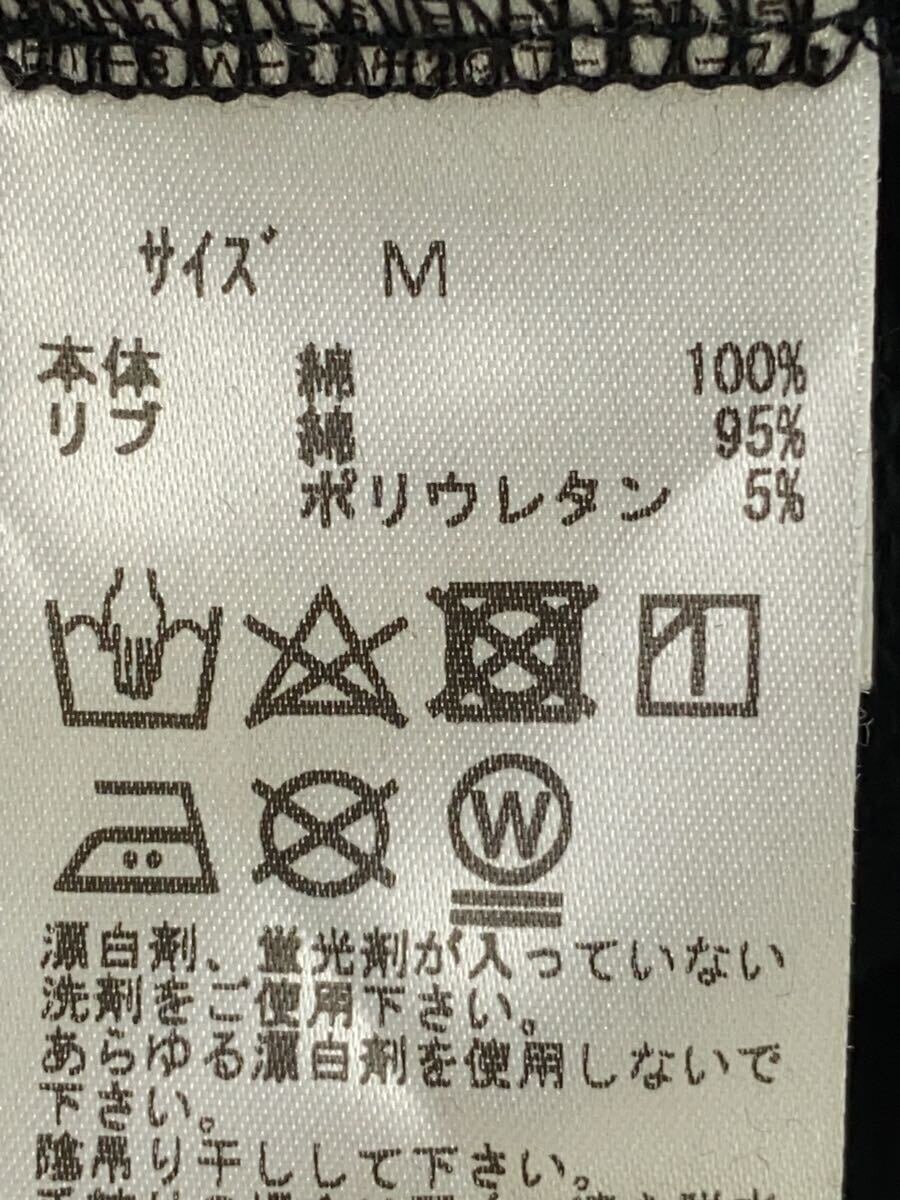 サイズ M
本体 綿 100%
リブ 綿 95%
ポリウレタン 5%
W
漂白剤、蛍光剤が入っていない
洗剤をご使用下さい。
あらゆる漂白剤を使用しないで
下さい。
陰吊り干しして下さい。